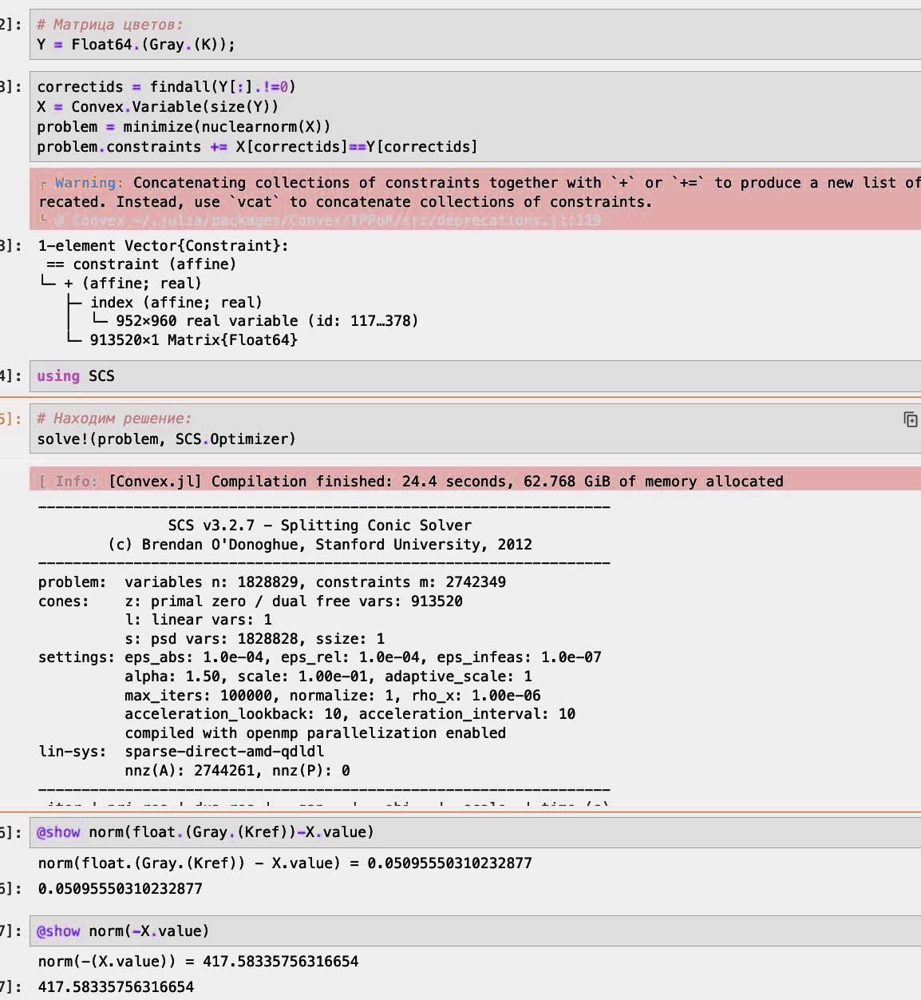 2]: # Матрица цветов:
Y = Float64.(Gray.(K));
3]: correctids = findall(Y[:].!=0)
X = Convex.Variable(size(Y))
problem = minimize(nuclearnorm(X))
problem.constraints += X[correctids]==Y[correctids]
┌ Warning: Concatenating collections of constraints together with `+` or `+=` to produce a new list of
recated. Instead, use `vcat` to concatenate collections of constraints.
└ @ Convex ~/.julia/packages/Convex/IPPoR/src/deprecations.jl:129
3]: 1-element Vector{Constraint}:
== constraint (affine)
└─ + (affine; real)
├─ index (affine; real)
│ └─ 952×960 real variable (id: 117…378)
└─ 913520×1 Matrix{Float64}
4]: using SCS
5]: # Находим решение:
solve!(problem, SCS.Optimizer)
[ Info: [Convex.jl] Compilation finished: 24.4 seconds, 62.768 GiB of memory allocated
------------------------------------------------------------------
SCS v3.2.7 - Splitting Conic Solver
(c) Brendan O'Donoghue, Stanford University, 2012
------------------------------------------------------------------
problem: variables n: 1828829, constraints m: 2742349
cones: z: primal zero / dual free vars: 913520
l: linear vars: 1
s: psd vars: 1828828, ssize: 1
settings: eps_abs: 1.0e-04, eps_rel: 1.0e-04, eps_infeas: 1.0e-07
alpha: 1.50, scale: 1.00e-01, adaptive_scale: 1
max_iters: 100000, normalize: 1, rho_x: 1.00e-06
acceleration_lookback: 10, acceleration_interval: 10
compiled with openmp parallelization enabled
lin-sys: sparse-direct-amd-qdldl
nnz(A): 2744261, nnz(P): 0
------------------------------------------------------------------
iter | pri res | dua res | gap | obj | scale | time (s)
6]: @show norm(float.(Gray.(Kref))-X.value)
norm(float.(Gray.(Kref)) - X.value) = 0.05095550310232877
6]: 0.05095550310232877
7]: @show norm(-X.value)
norm(-(X.value)) = 417.58335756316654
7]: 417.58335756316654